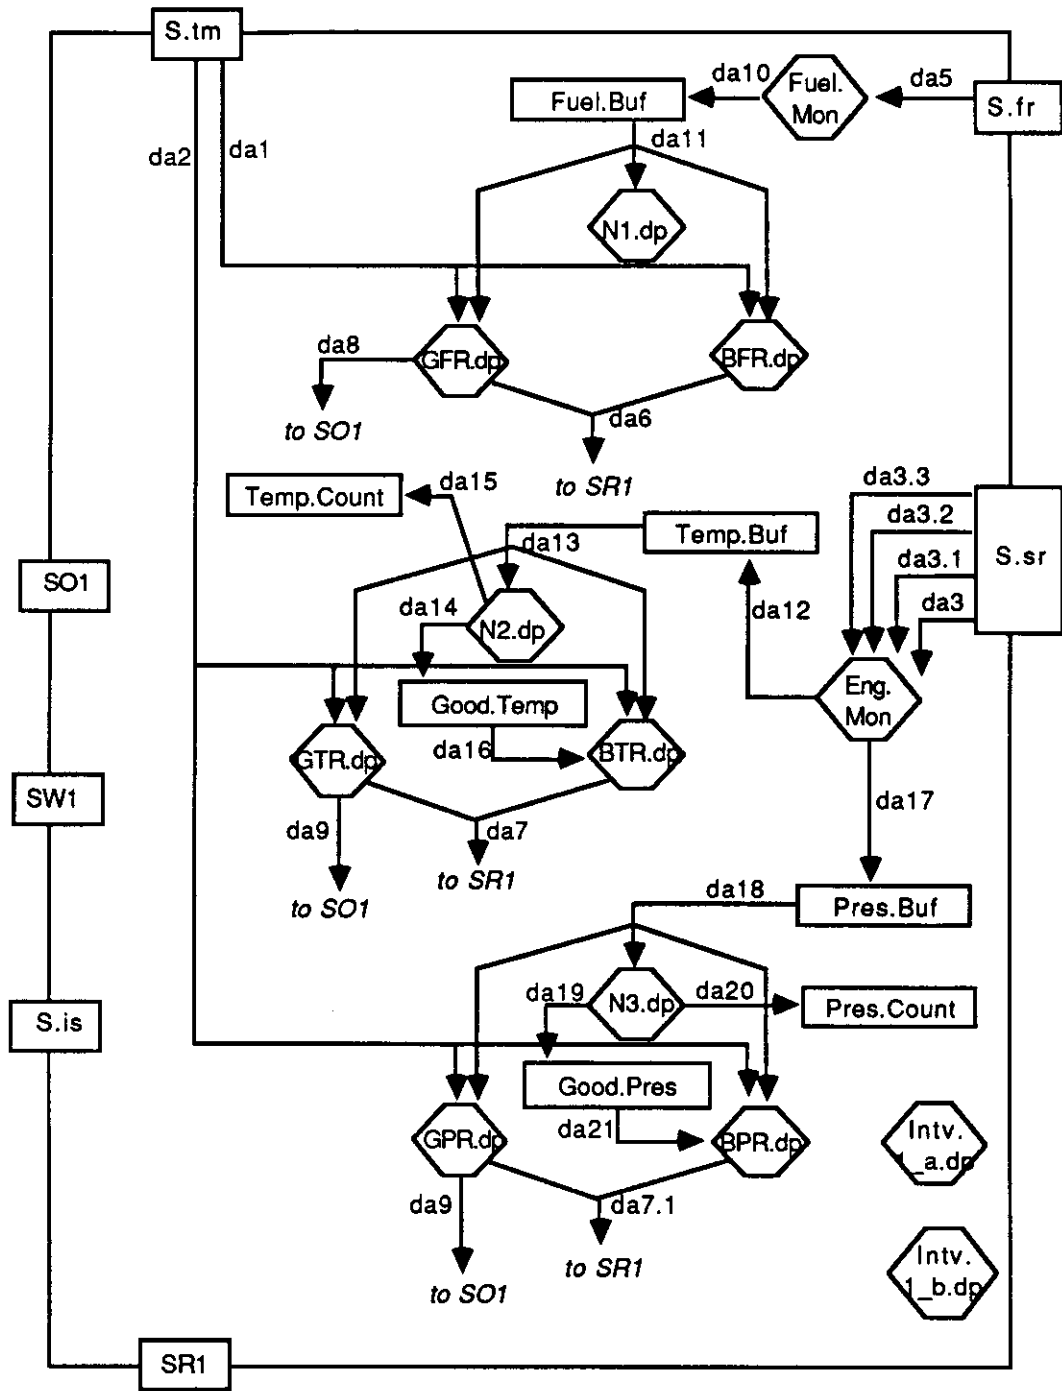 S.tm
da10
da5
Fuel.Buf
Fuel.
Mon
S.fr
da11
da2
da1
N1.dp
da8
GFR.dp
BFR.dp
da6
to SO1
to SR1
da15
Temp.Count
da3.3
da3.2
Temp.Buf
da13
S.sr
da3.1
SO1
da14
da12
da3
N2.dp
Eng.
Mon
Good.Temp
da16
GTR.dp
BTR.dp
SW1
da17
da9
da7
to SR1
to SO1
da18
Pres.Buf
da19
N3.dp
da20
Pres.Count
S.is
Good.Pres
da21
GPR.dp
BPR.dp
Intv.
1_a.dp
da9
da7.1
to SR1
to SO1
Intv.
1_b.dp
SR1